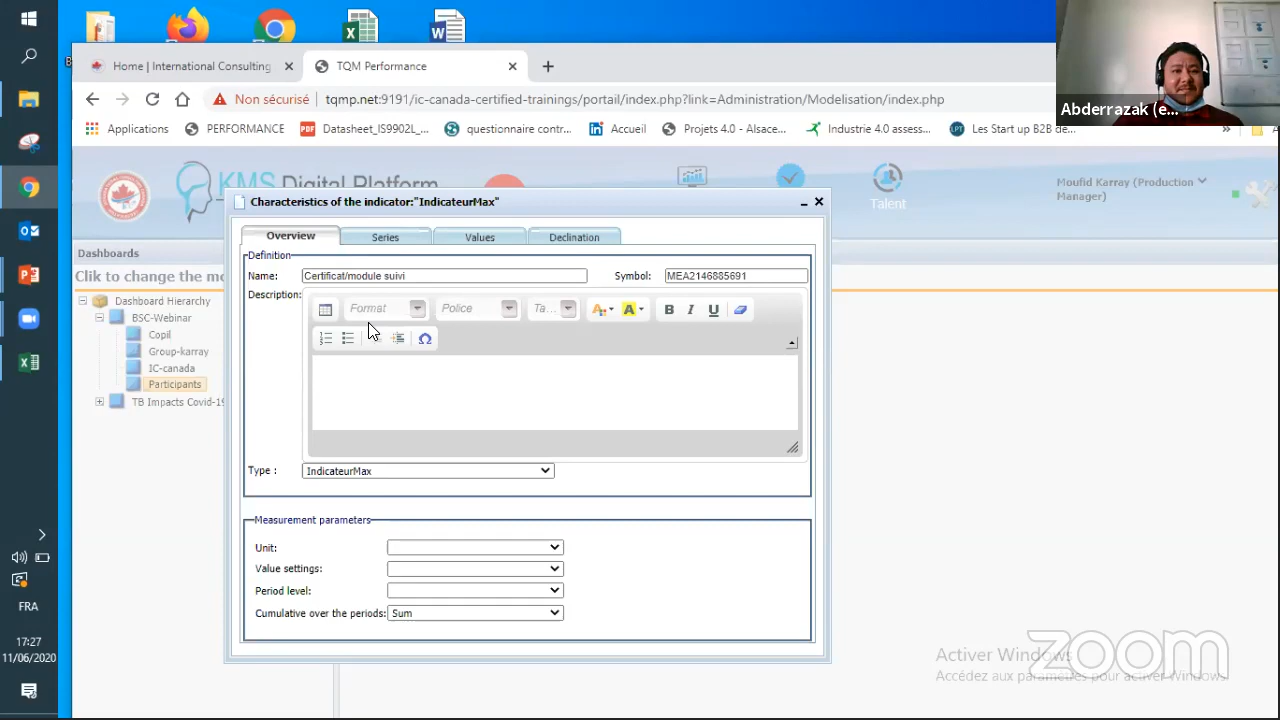 Home | International Consulting
TQM Performance
Abderrazak (e...
Non sécurisé
tqmp.net:9191/ic-canada-certified-trainings/portail/index.php?link=Administration/Modelisation/index.php
Applications
PERFORMANCE
Datasheet_IS9902L_...
questionnaire contr...
Accueil
Projets 4.0 - Alsace...
Industrie 4.0 assess...
Les Start up B2B de...
KMS Digital Platform
Talent
Moufid Karray (Production
Manager)
Characteristics of the indicator:"IndicateurMax"
Overview
Series
Values
Declination
Dashboards
Clik to change the mo
Dashboard Hierarchy
BSC-Webinar
Copil
Group-karray
IC-canada
Participants
TB Impacts Covid-19
Definition
Name:
Certificat/module suivi
Symbol:
MEA2146885691
Description:
Format
Police
Ta...
Type :
IndicateurMax
Measurement parameters
Unit:
Value settings:
Period level:
Cumulative over the periods:
Sum
FRA
17:27
11/06/2020
Activer Windows
Accédez aux paramètres pour activer Windows.
zoom